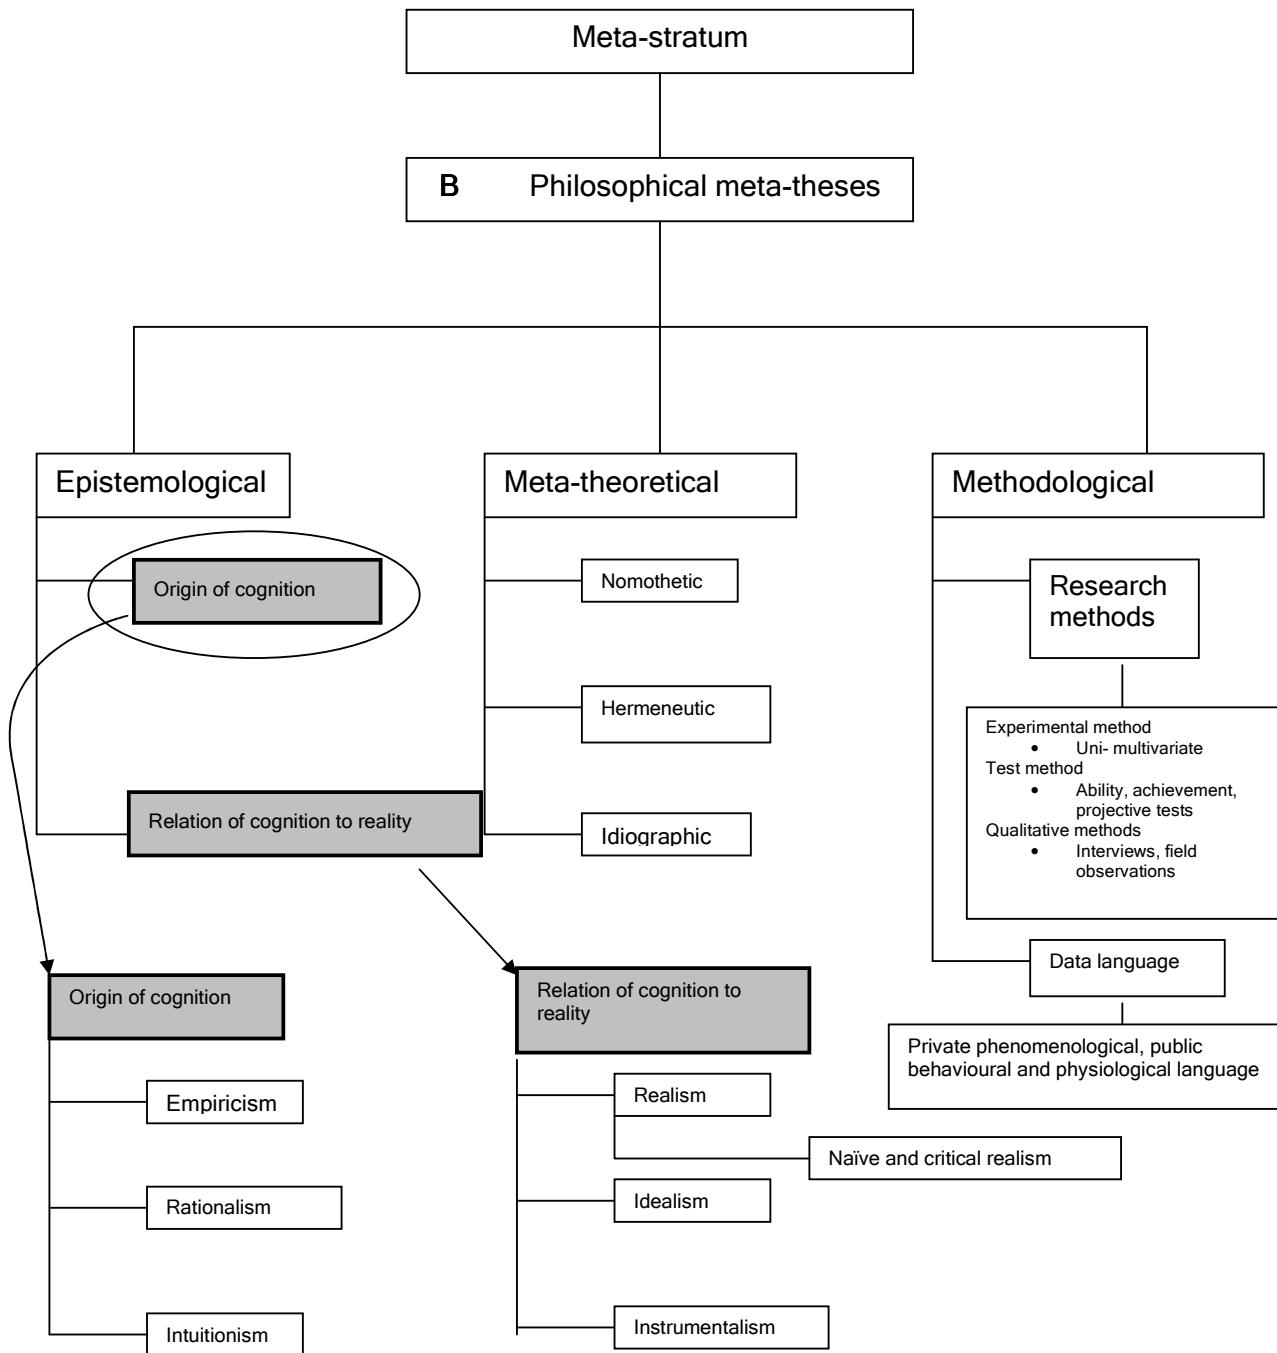 Meta-stratum
B Philosophical meta-theses
Epistemological
Meta-theoretical
Methodological
Origin of cognition
Nomothetic
Research
methods
Hermeneutic
Experimental method
• Uni- multivariate
Test method
• Ability, achievement,
projective tests
Qualitative methods
• Interviews, field
observations
Relation of cognition to reality
Idiographic
Data language
Private phenomenological, public
behavioural and physiological language
Origin of cognition
Empiricism
Rationalism
Intuitionism
Relation of cognition to
reality
Realism
Naïve and critical realism
Idealism
Instrumentalism